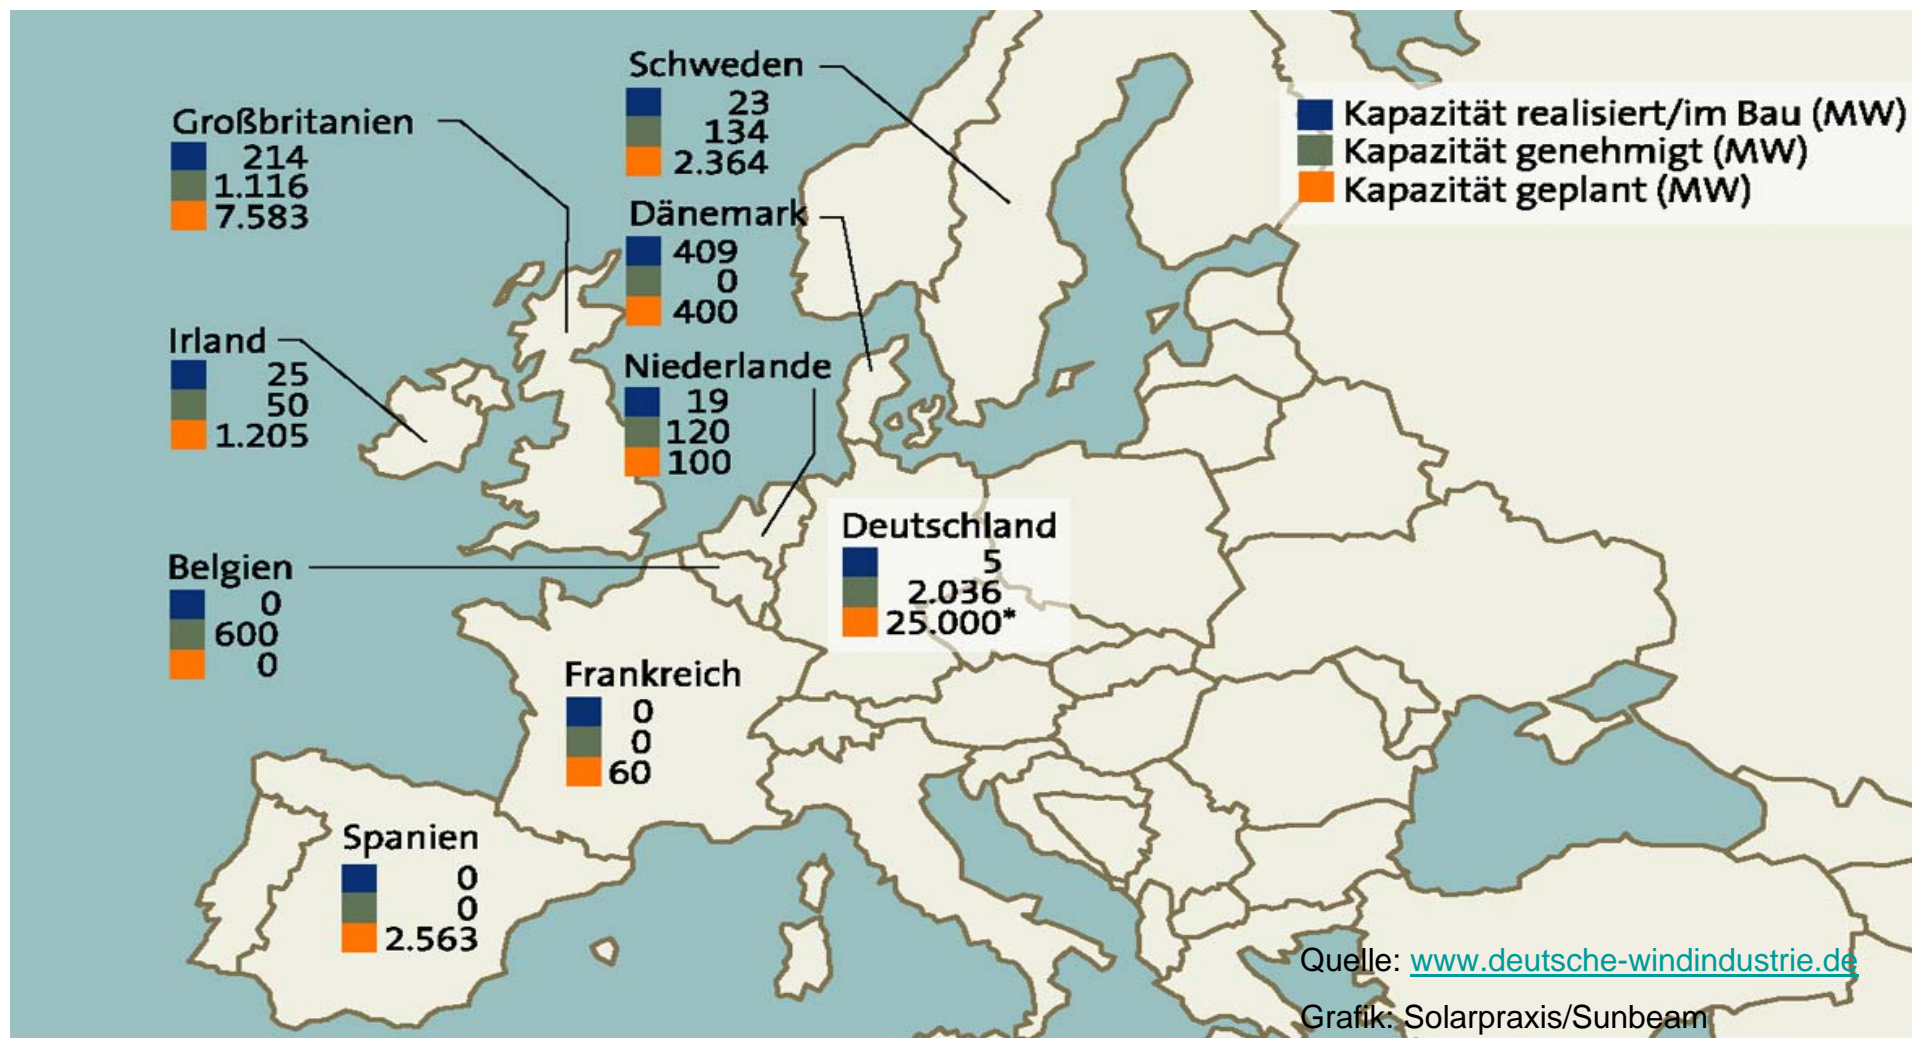 Schweden
23
134
2.364
Großbritanien
214
1.116
7.583
Kapazität realisiert/im Bau (MW)
Kapazität genehmigt (MW)
Kapazität geplant (MW)
Dänemark
409
0
400
Irland
25
50
1.205
Niederlande
19
120
100
Deutschland
5
2.036
25.000*
Belgien
0
600
0
Frankreich
0
0
60
Spanien
0
0
2.563
Quelle: www.deutsche-windindustrie.de
Grafik: Solarpraxis/Sunbeam